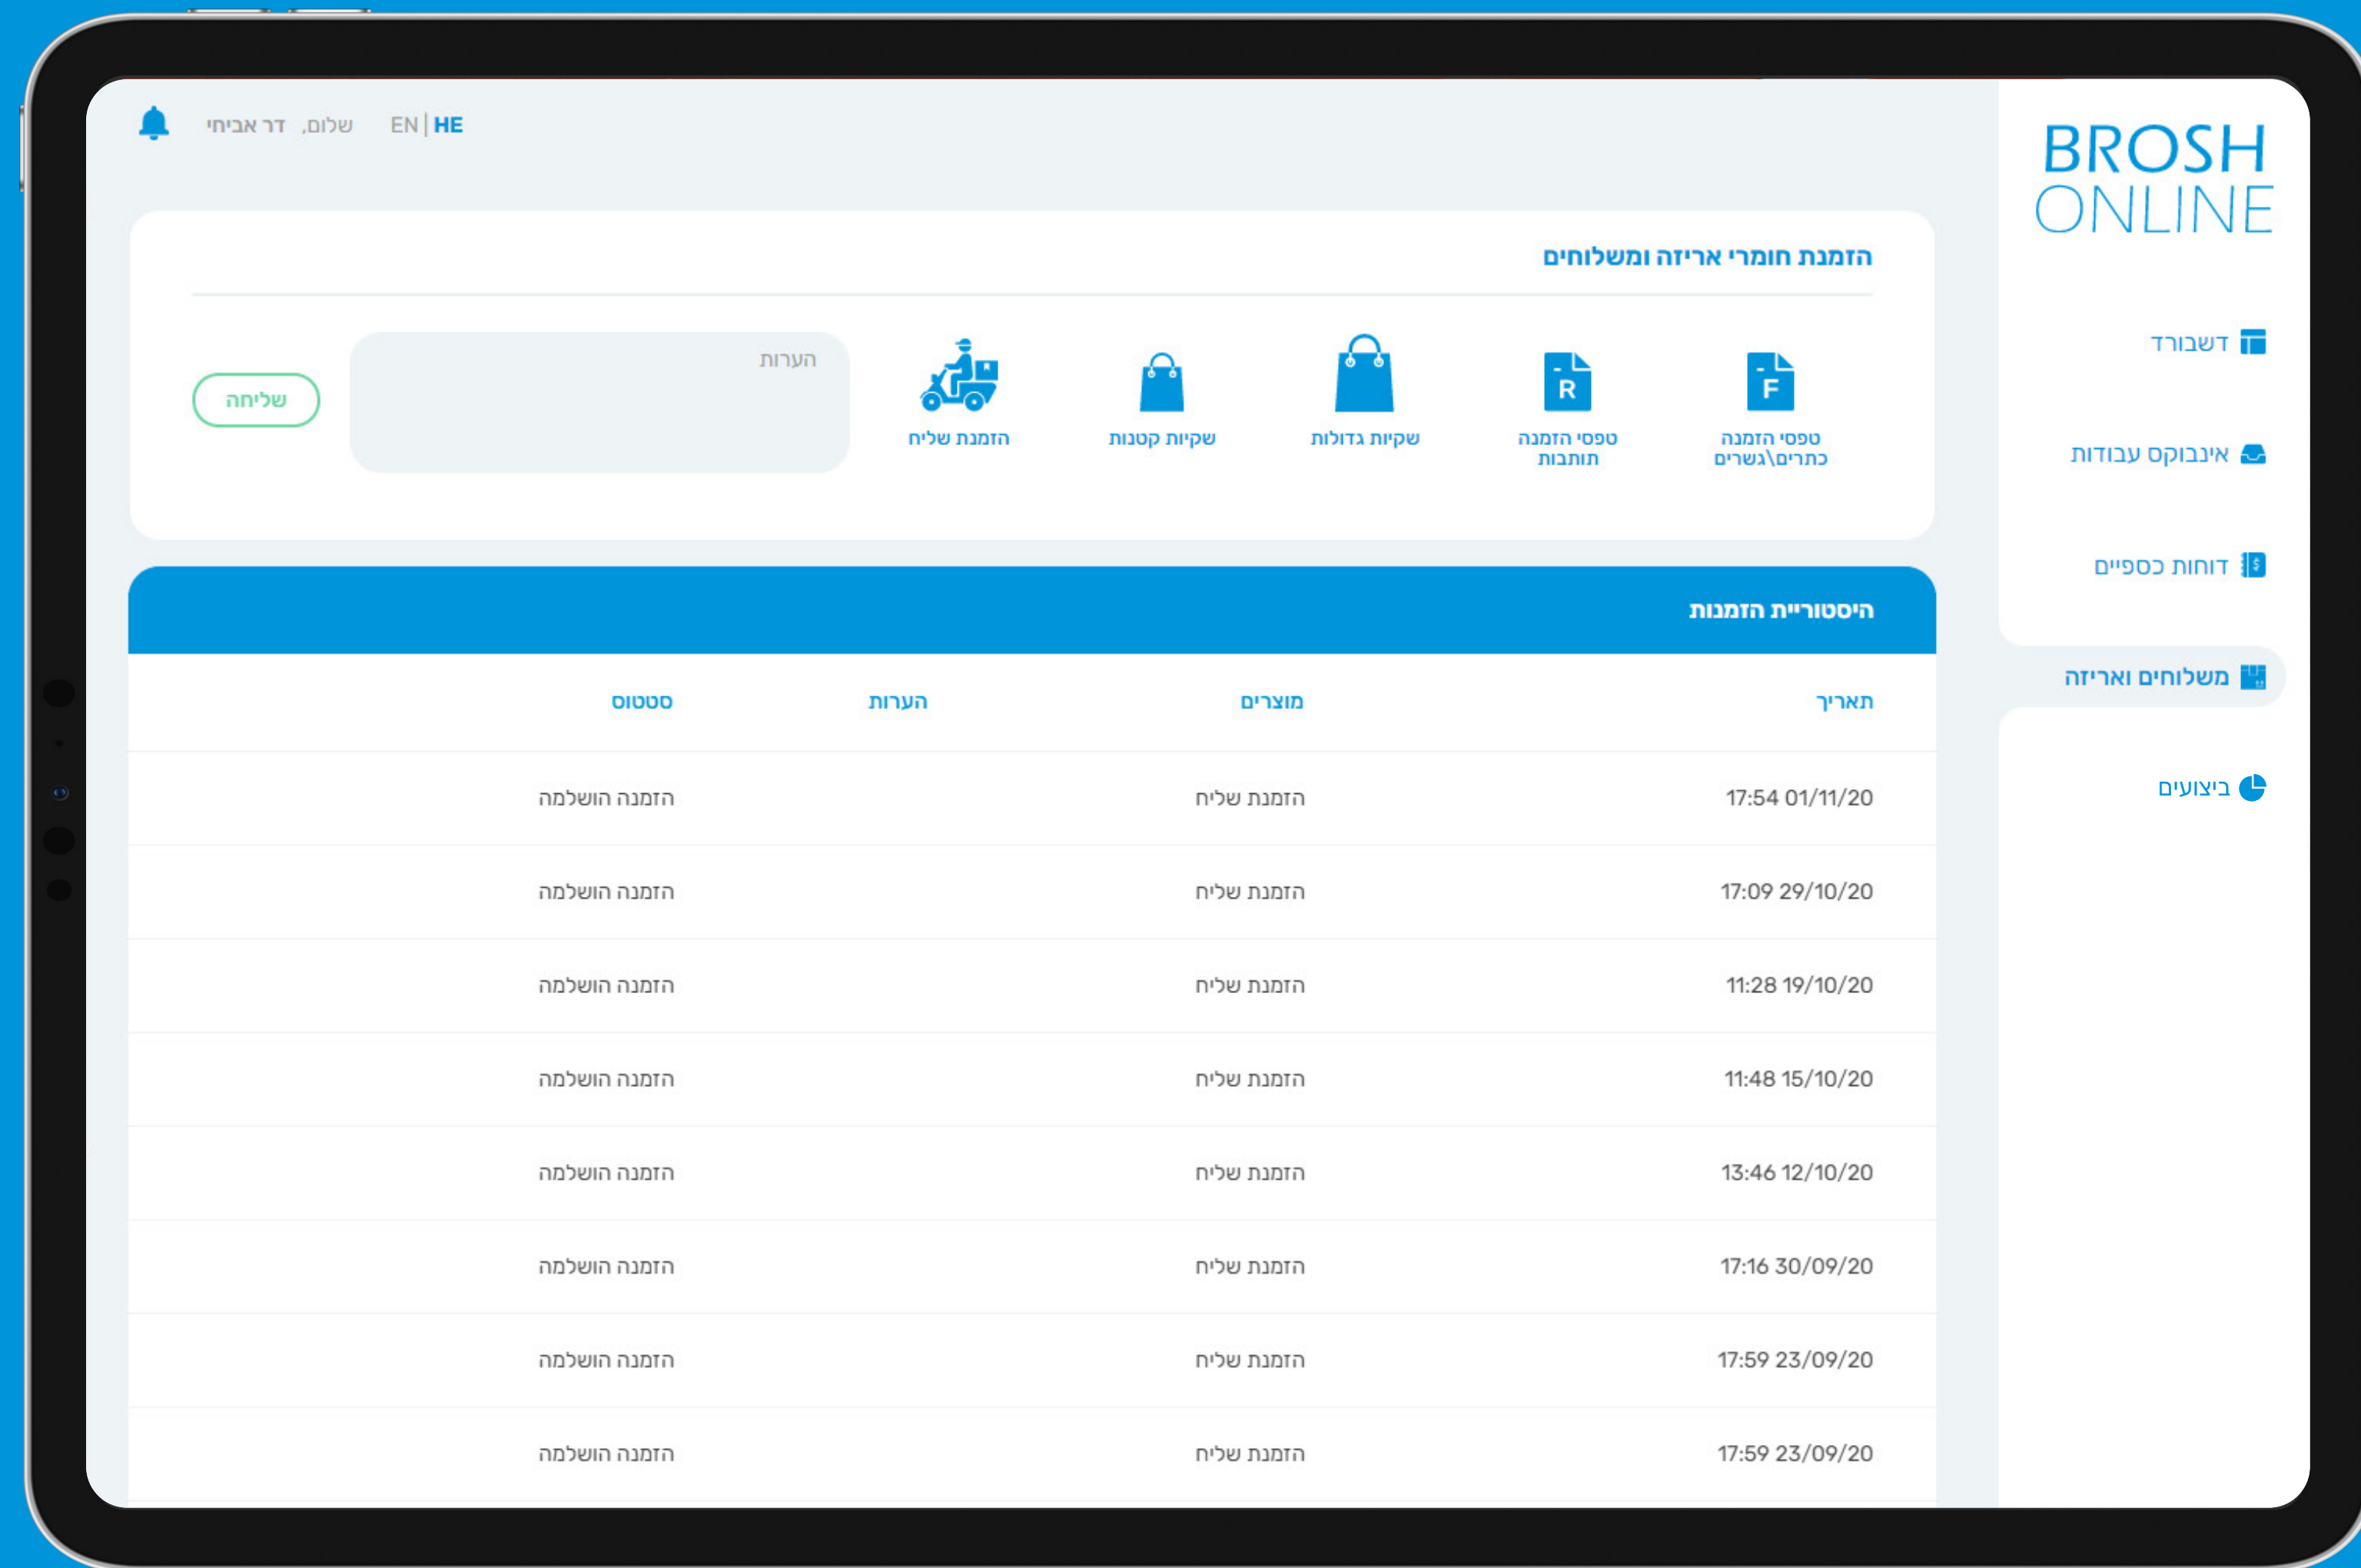 BROSH
ONLINE
דשבורד
אינבוקס עבודות
דוחות כספיים
משלוחים ואריזה
ביצועים
שלום, דר אביחי
EN|HE
הזמנת חומרי אריזה ומשלוחים
F
טפסי הזמנה
כתרים\גשרים
R
טפסי הזמנה
תותבות
שקיות גדולות
שקיות קטנות
הזמנת שליח
הערות
שליחה
היסטוריית הזמנות
תאריך מוצרים הערות סטטוס
17:54 01/11/20 הזמנת שליח הזמנה הושלמה
17:09 29/10/20 הזמנת שליח הזמנה הושלמה
11:28 19/10/20 הזמנת שליח הזמנה הושלמה
11:48 15/10/20 הזמנת שליח הזמנה הושלמה
13:46 12/10/20 הזמנת שליח הזמנה הושלמה
17:16 30/09/20 הזמנת שליח הזמנה הושלמה
17:59 23/09/20 הזמנת שליח הזמנה הושלמה
17:59 23/09/20 הזמנת שליח הזמנה הושלמה